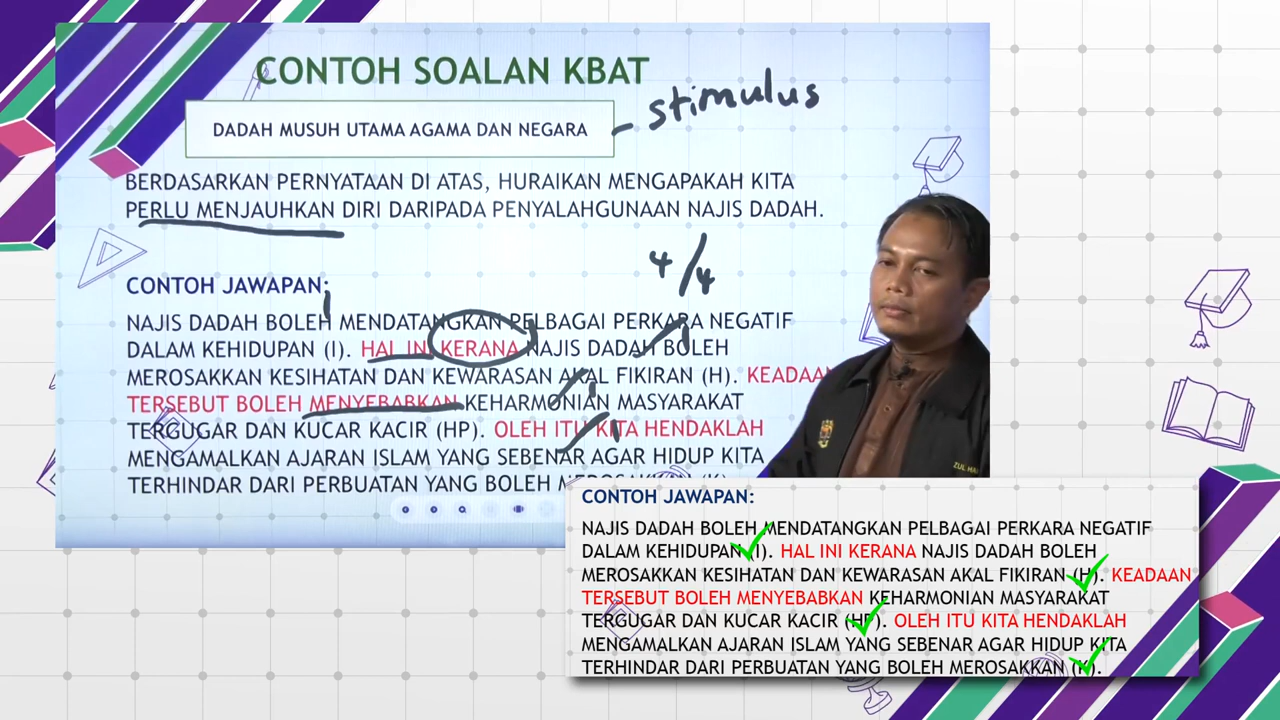 CONTOH SOALAN KBAT
stimulus
DADAH MUSUH UTAMA AGAMA DAN NEGARA
BERDASARKAN PERNYATAAN DI ATAS, HURAIKAN MENGAPAKAH KITA
PERLU MENJAUHKAN DIRI DARIPADA PENYALAHGUNAAN NAJIS DADAH.
4/4
CONTOH JAWAPAN:
NAJIS DADAH BOLEH MENDATANGKAN PELBAGAI PERKARA NEGATIF
DALAM KEHIDUPAN (I). HAL INI KERANA NAJIS DADAH BOLEH
MEROSAKKAN KESIHATAN DAN KEWARASAN AKAL FIKIRAN (H). KEADAAN
TERSEBUT BOLEH MENYEBABKAN KEHARMONIAN MASYARAKAT
TERGUGAR DAN KUCAR KACIR (HP). OLEH ITU KITA HENDAKLAH
MENGAMALKAN AJARAN ISLAM YANG SEBENAR AGAR HIDUP KITA
TERHINDAR DARI PERBUATAN YANG BOLEH
ZUL
CONTOH JAWAPAN:
NAJIS DADAH BOLEH MENDATANGKAN PELBAGAI PERKARA NEGATIF
DALAM KEHIDUPAN (I). HAL INI KERANA NAJIS DADAH BOLEH
MEROSAKKAN KESIHATAN DAN KEWARASAN AKAL FIKIRAN (H). KEADAAN
TERSEBUT BOLEH MENYEBABKAN KEHARMONIAN MASYARAKAT
TERGUGAR DAN KUCAR KACIR (HP). OLEH ITU KITA HENDAKLAH
MENGAMALKAN AJARAN ISLAM YANG SEBENAR AGAR HIDUP KITA
TERHINDAR DARI PERBUATAN YANG BOLEH MEROSAKKAN (K).